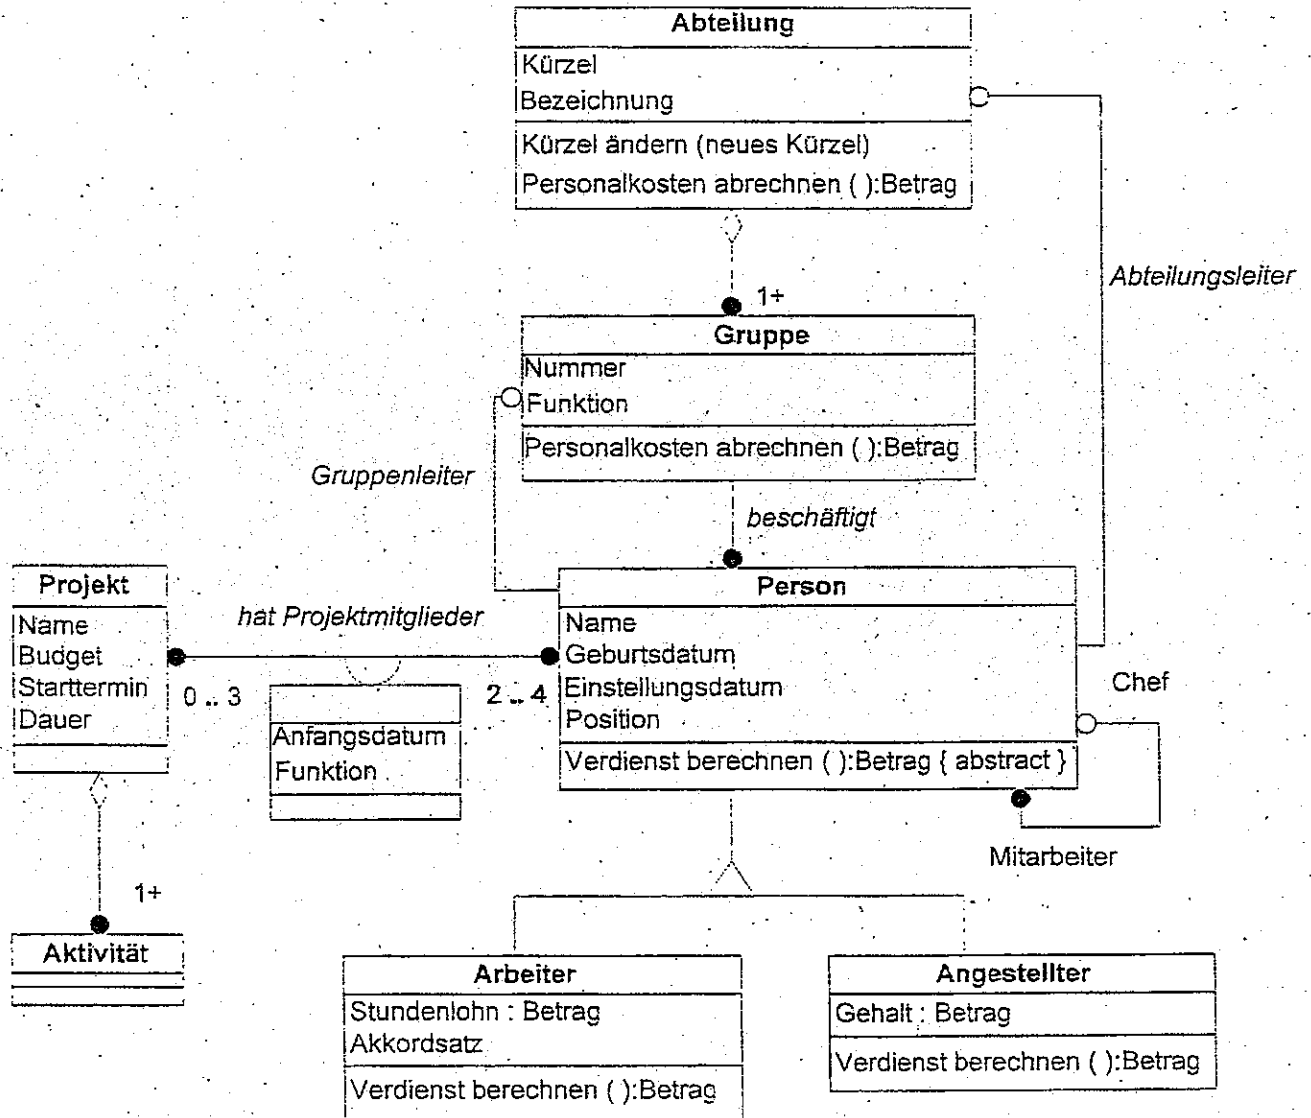 Abteilung
Kürzel
Bezeichnung
Kürzel ändern (neues Kürzel)
Personalkosten abrechnen ( ):Betrag
Abteilungsleiter
1+
Gruppe
Nummer
Funktion
Personalkosten abrechnen ( ):Betrag
Gruppenleiter
beschäftigt
Projekt
Name
Budget
Starttermin
Dauer
hat Projektmitglieder
0 .. 3
2 .. 4
Anfangsdatum
Funktion
Person
Name
Geburtsdatum
Einstellungsdatum
Position
Verdienst berechnen ( ):Betrag { abstract }
Chef
Mitarbeiter
1+
Aktivität
Arbeiter
Stundenlohn : Betrag
Akkordsatz
Verdienst berechnen ( ):Betrag
Angestellter
Gehalt : Betrag
Verdienst berechnen ( ):Betrag